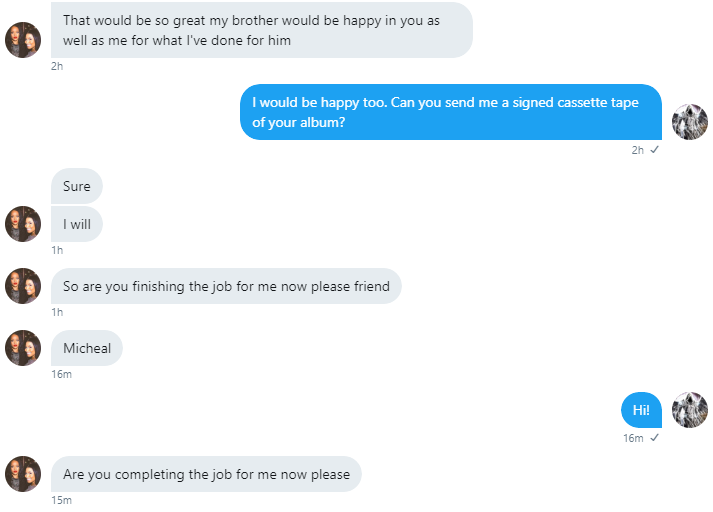 That would be so great my brother would be happy in you as
well as me for what I've done for him
2h
I would be happy too. Can you send me a signed cassette tape
of your album?
2h ✓
Sure
I will
1h
So are you finishing the job for me now please friend
1h
Micheal
16m
Hi!
16m ✓
Are you completing the job for me now please
15m